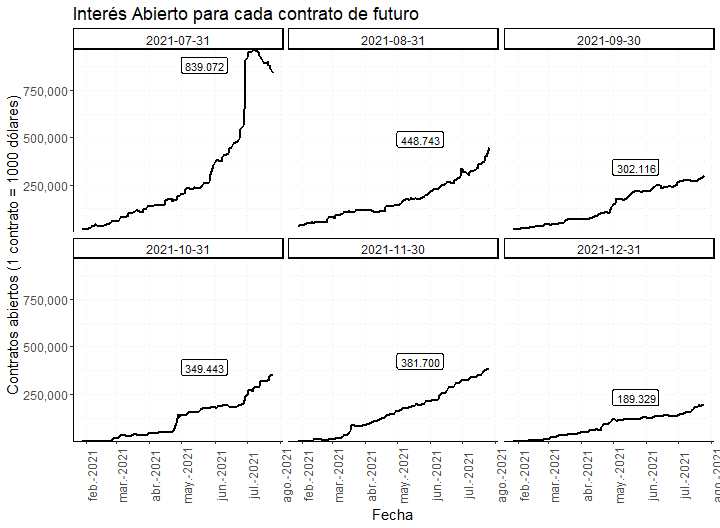 Interés Abierto para cada contrato de futuro
2021-07-31 2021-08-31 2021-09-30
839.072
448.743
302.116
750,000
500,000
250,000
2021-10-31 2021-11-30 2021-12-31
349.443
381.700
189.329
750,000
500,000
250,000
Contratos abiertos (1 contrato = 1000 dólares)
feb.-2021 mar.-2021 abr.-2021 may.-2021 jun.-2021 jul.-2021 ago.-2021 feb.-2021 mar.-2021 abr.-2021 may.-2021 jun.-2021 jul.-2021 ago.-2021 feb.-2021 mar.-2021 abr.-2021 may.-2021 jun.-2021 jul.-2021 ago.-2021
Fecha